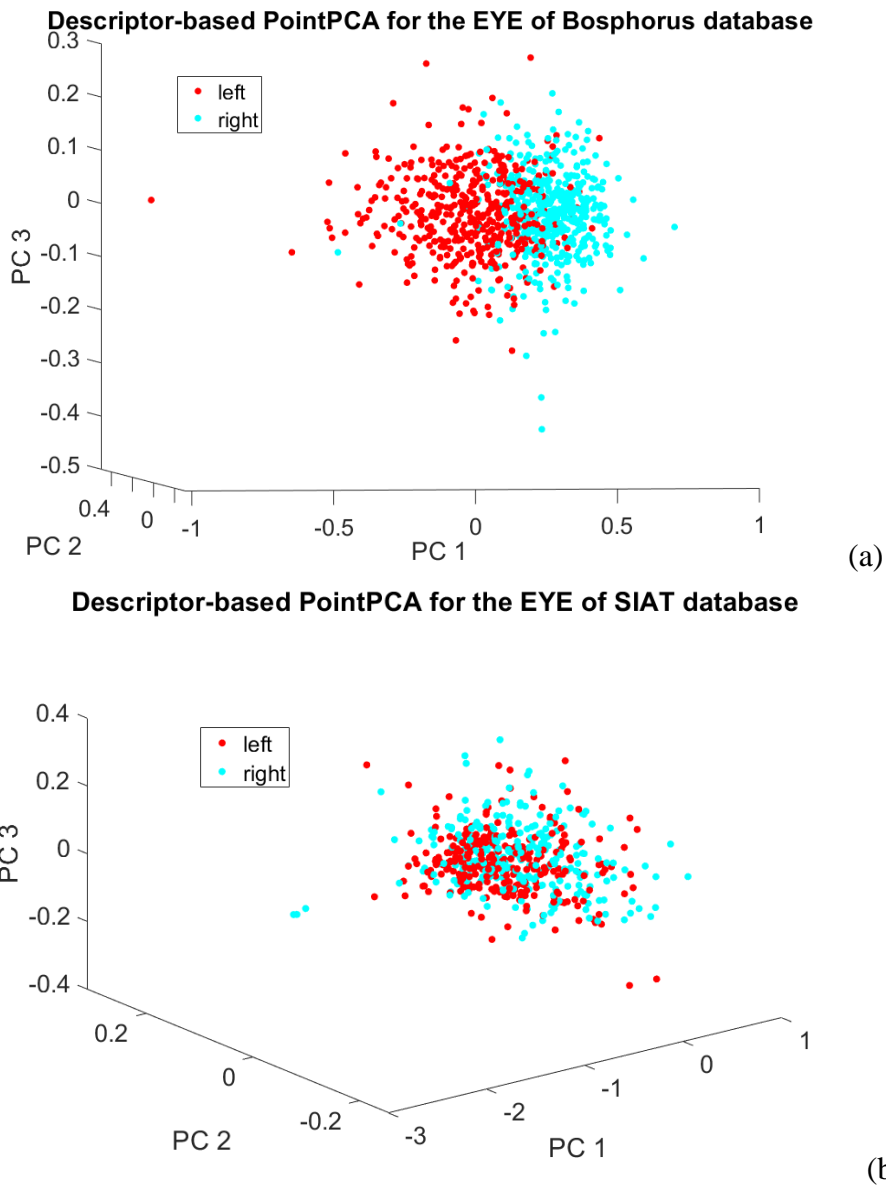 Descriptor-based PointPCA for the EYE of Bosphorus database
0.3
0.2
0.1
0
-0.1
-0.2
-0.3
-0.4
-0.5
PC 3
left
right
0.4
0
PC 2
-1
-0.5
0
0.5
1
PC 1
(a)
Descriptor-based PointPCA for the EYE of SIAT database
0.4
0.2
0
-0.2
-0.4
PC 3
left
right
0.2
0
-0.2
PC 2
-3
-2
-1
0
1
PC 1
(b